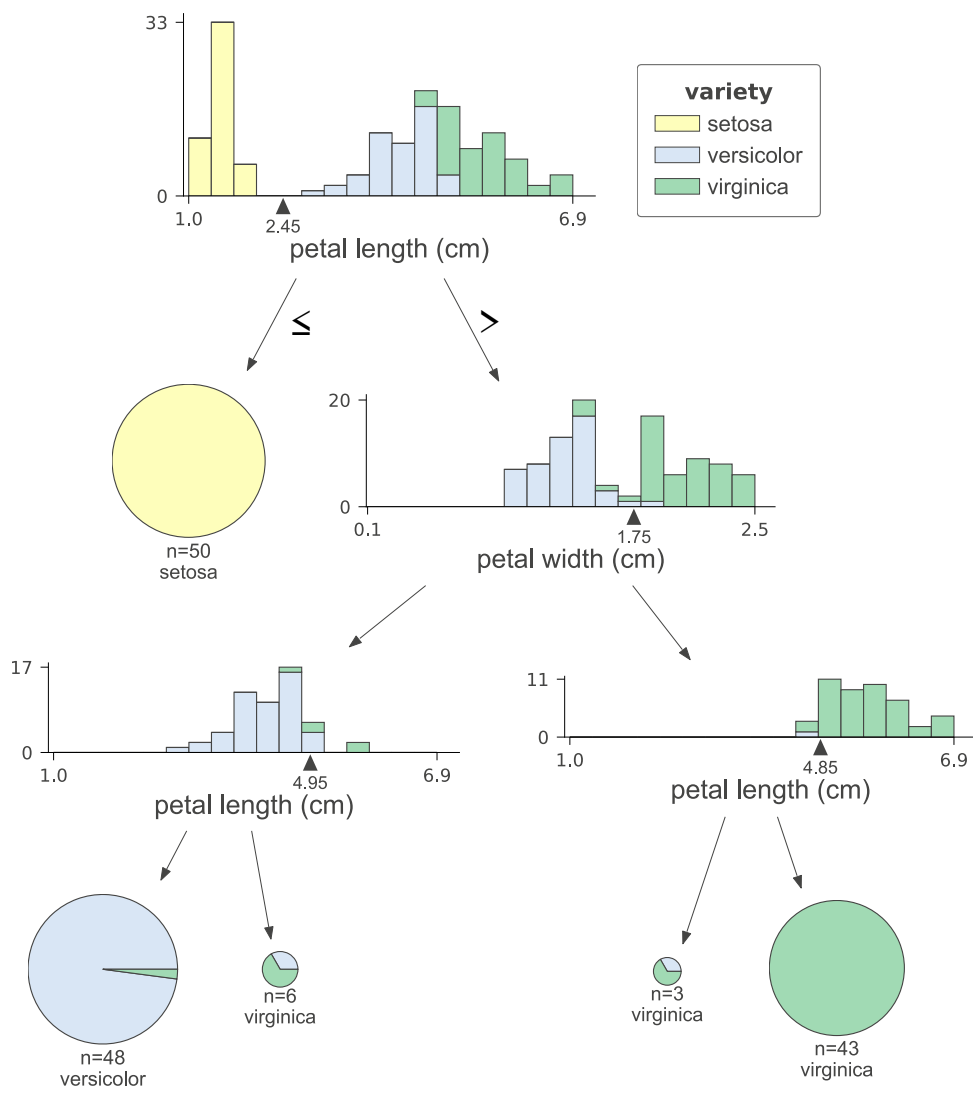 33
0
1.0
2.45
6.9
petal length (cm)
variety
setosa
versicolor
virginica
≤
>
n=50
setosa
20
0
0.1
1.75
2.5
petal width (cm)
17
0
1.0
4.95
6.9
petal length (cm)
11
0
1.0
4.85
6.9
petal length (cm)
n=48
versicolor
n=6
virginica
n=3
virginica
n=43
virginica